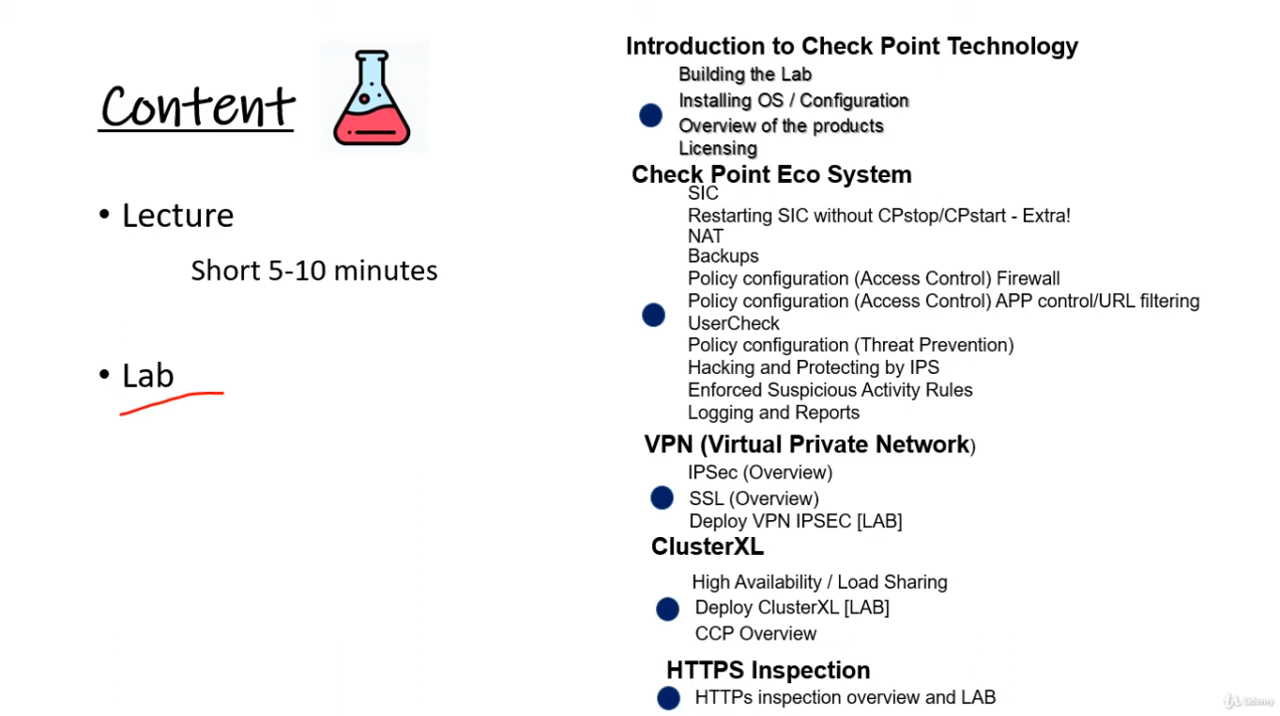 Content
• Lecture
Short 5-10 minutes
• Lab
Introduction to Check Point Technology
Building the Lab
Installing OS / Configuration
Overview of the products
Licensing
Check Point Eco System
SIC
Restarting SIC without CPstop/CPstart - Extra!
NAT
Backups
Policy configuration (Access Control) Firewall
Policy configuration (Access Control) APP control/URL filtering
UserCheck
Policy configuration (Threat Prevention)
Hacking and Protecting by IPS
Enforced Suspicious Activity Rules
Logging and Reports
VPN (Virtual Private Network)
IPSec (Overview)
SSL (Overview)
Deploy VPN IPSEC [LAB]
ClusterXL
High Availability / Load Sharing
Deploy ClusterXL [LAB]
CCP Overview
HTTPS Inspection
HTTPs inspection overview and LAB
Udemy